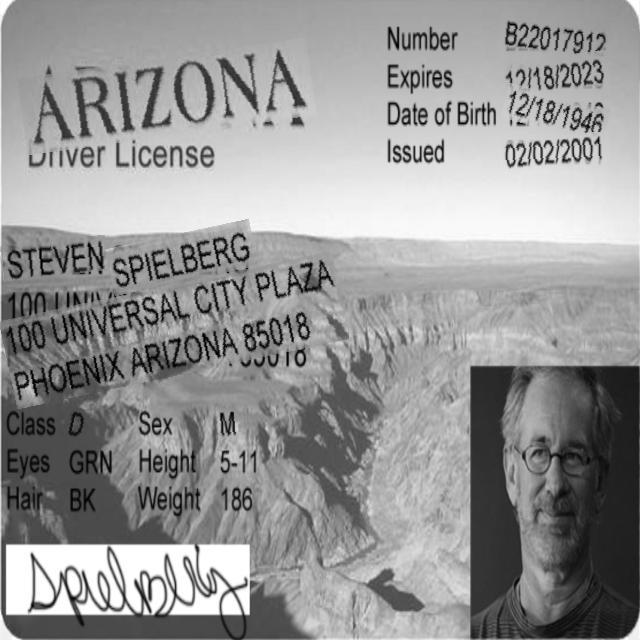 ARIZONA
Driver License
Number B22017912
Expires 12/18/2023
Date of Birth 12/18/1946
Issued 02/02/2001
STEVEN SPIELBERG
100 UNIVERSAL CITY PLAZA
PHOENIX ARIZONA 85018
Class D Sex M
Eyes GRN Height 5-11
Hair BK Weight 186
Spielberg